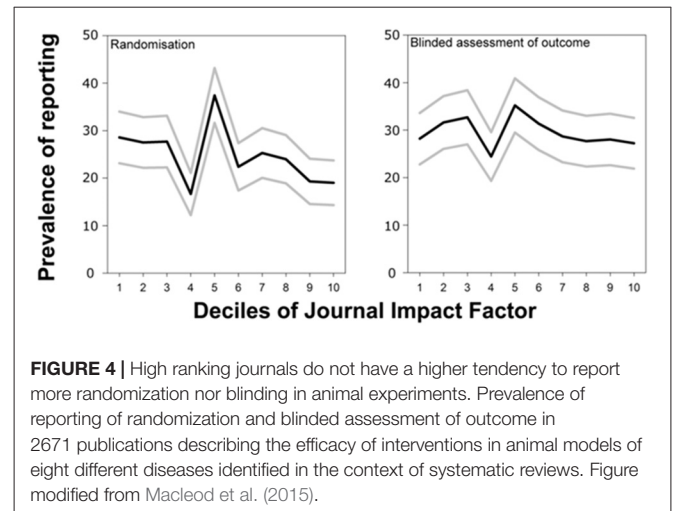 Prevalence of reporting
Randomisation
50
40
30
20
10
0
1 2 3 4 5 6 7 8 9 10
Blinded assessment of outcome
50
40
30
20
10
0
1 2 3 4 5 6 7 8 9 10
Deciles of Journal Impact Factor
FIGURE 4 | High ranking journals do not have a higher tendency to report
more randomization nor blinding in animal experiments. Prevalence of
reporting of randomization and blinded assessment of outcome in
2671 publications describing the efficacy of interventions in animal models of
eight different diseases identified in the context of systematic reviews. Figure
modified from Macleod et al. (2015).